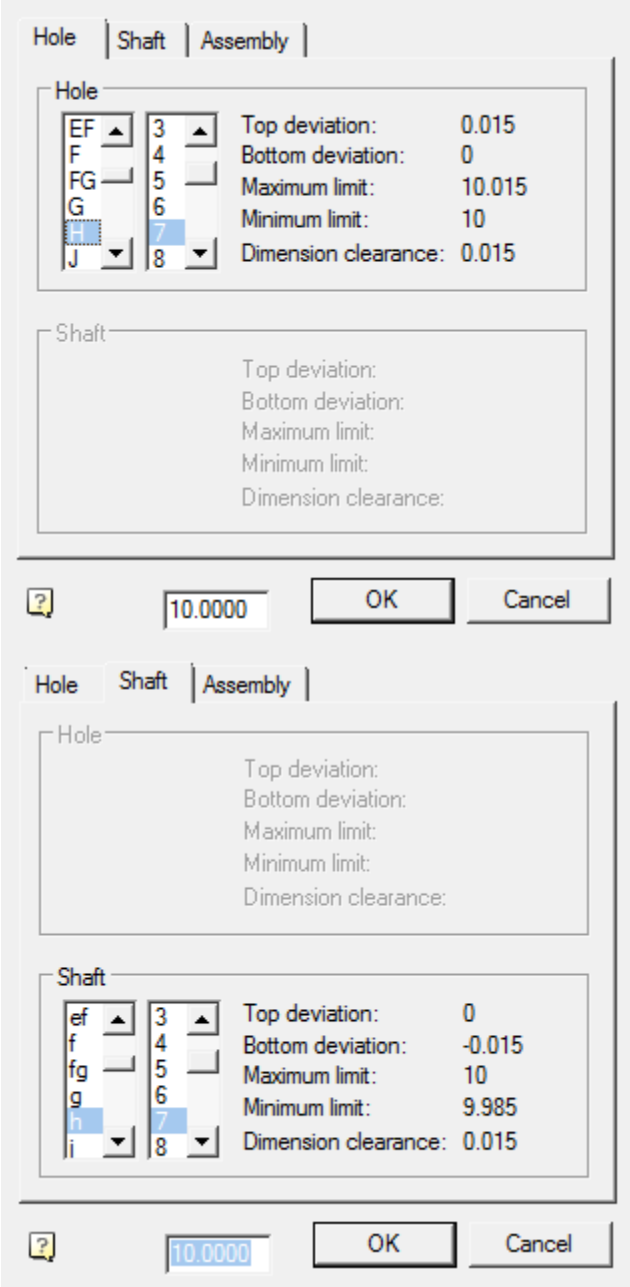 Hole Shaft Assembly
Hole
EF 3 Top deviation: 0.015
F 4 Bottom deviation: 0
FG 5 Maximum limit: 10.015
G 6 Minimum limit: 10
H 7 Dimension clearance: 0.015
J 8
Shaft
Top deviation:
Bottom deviation:
Maximum limit:
Minimum limit:
Dimension clearance:
? 10.0000 OK Cancel
Hole Shaft Assembly
Hole
Top deviation:
Bottom deviation:
Maximum limit:
Minimum limit:
Dimension clearance:
Shaft
ef 3 Top deviation: 0
f 4 Bottom deviation: -0.015
fg 5 Maximum limit: 10
g 6 Minimum limit: 9.985
h 7 Dimension clearance: 0.015
8
? 10.0000 OK Cancel